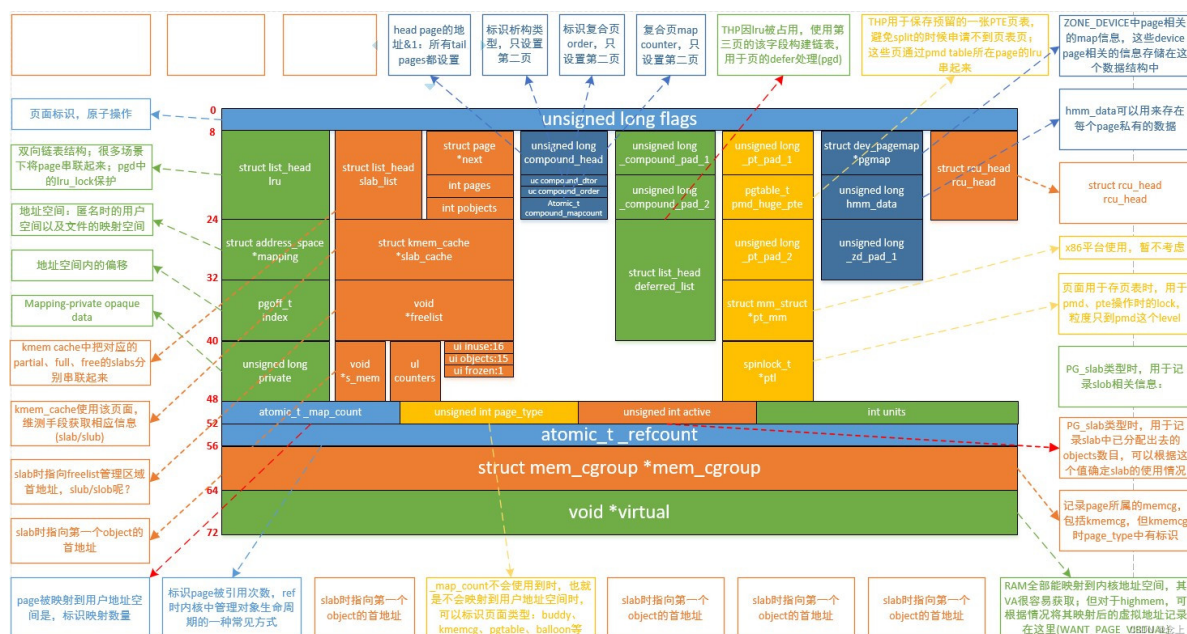 head page的
地址&1：所有tail
pages都设置
标识析构类
型，只设置
第二页
标识复合页
order，只
设置第二页
复合页map
counter，只
设置第二页
THP因lru被占用，使用第
三页的该字段构建链表，
用于页的defer处理(pgd)
THP用于保存预留的一张PTE页表，
避免split的时候申请不到页表页；
这些页通过pmd table所在page的lru
串起来
ZONE_DEVICE中page相关
的map信息，这些device
page相关的信息存储在这
个数据结构中
页面标识，原子操作
双向链表结构；很多场景
下将page串联起来；pgd中
的lru_lock保护
地址空间：匿名时的用户
空间以及文件的映射空间
地址空间内的偏移
Mapping-private opaque
data
kmem cache中把对应的
partial、full、free的slabs分
别串联起来
kmem_cache使用该页面，
维测手段获取相应信息
(slab/slub)
slab时指向freelist管理区域
首地址，slub/slob呢？
slab时指向第一个object的
首地址
0
8
24
32
40
48
52
56
64
72
unsigned long flags
struct list_head
lru
struct address_space
*mapping
pgoff_t
index
unsigned long
private
struct list_head
slab_list
struct page
*next
int pages
int pobjects
struct kmem_cache
*slab_cache
void
*freelist
void
*s_mem
ul
counters
ui inuse:16
ui objects:15
ui frozen:1
unsigned long
compound_head
uc compound_dtor
uc compound_order
Atomic_t
compound_mapcount
unsigned long
_compound_pad_1
unsigned long
_compound_pad_2
struct list_head
deferred_list
unsigned long
_pt_pad_1
pgtable_t
pmd_huge_pte
unsigned long
_pt_pad_2
struct mm_struct
*pt_mm
spinlock_t
*ptl
struct dev_pagemap
*pgmap
unsigned long
hmm_data
unsigned long
_zd_pad_1
struct rcu_head
rcu_head
atomic_t _map_count
unsigned int page_type
unsigned int active
int units
atomic_t _refcount
struct mem_cgroup *mem_cgroup
void *virtual
hmm_data可以用来存在
每个page私有的数据
struct rcu_head
rcu_head
x86平台使用，暂不考虑
页面用于存页表时，用于
pmd、pte操作时的lock，
粒度只到pmd这个level
PG_slab类型时，用于记
录slob相关信息：
PG_slab类型时，用于记
录slab中已分配出去的
objects数目，可以根据这
个值确定slab的使用情况
记录page所属的memcg，
包括kmemcg，但kmemcg
时page_type中有标识
page被映射到用户地址空
间是，标识映射数量
标识page被引用次数，ref
时内核中管理对象生命周
期的一种常见方式
slab时指向第一个
object的首地址
_map_count不会使用到时，也就
是不会映射到用户地址空间时，
可以标识页面类型：buddy、
kmemcg、pgtable、balloon等
slab时指向第一个
object的首地址
slab时指向第一个
object的首地址
slab时指向第一个
object的首地址
RAM全部能映射到内核地址空间，其
VA很容易获取；但对于highmem，可
根据情况将其映射后的虚拟地址记录
在这里(WANT_PAGE_VIRTUAL)